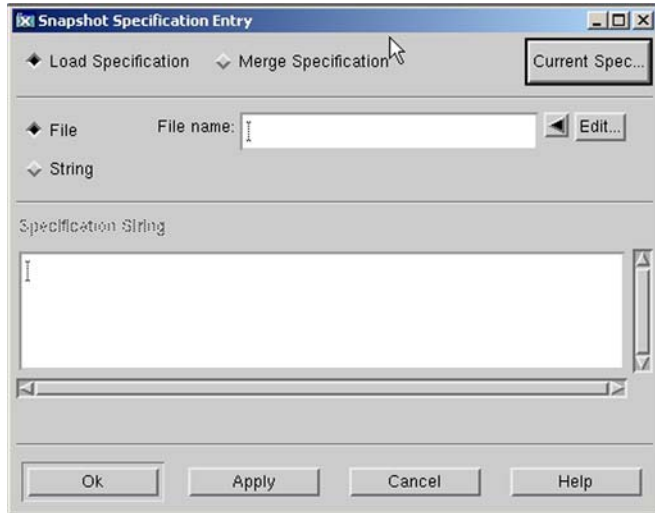 Snapshot Specification Entry
Load Specification Merge Specification Current Spec...
File File name: Edit...
String
Specification String
Ok Apply Cancel Help